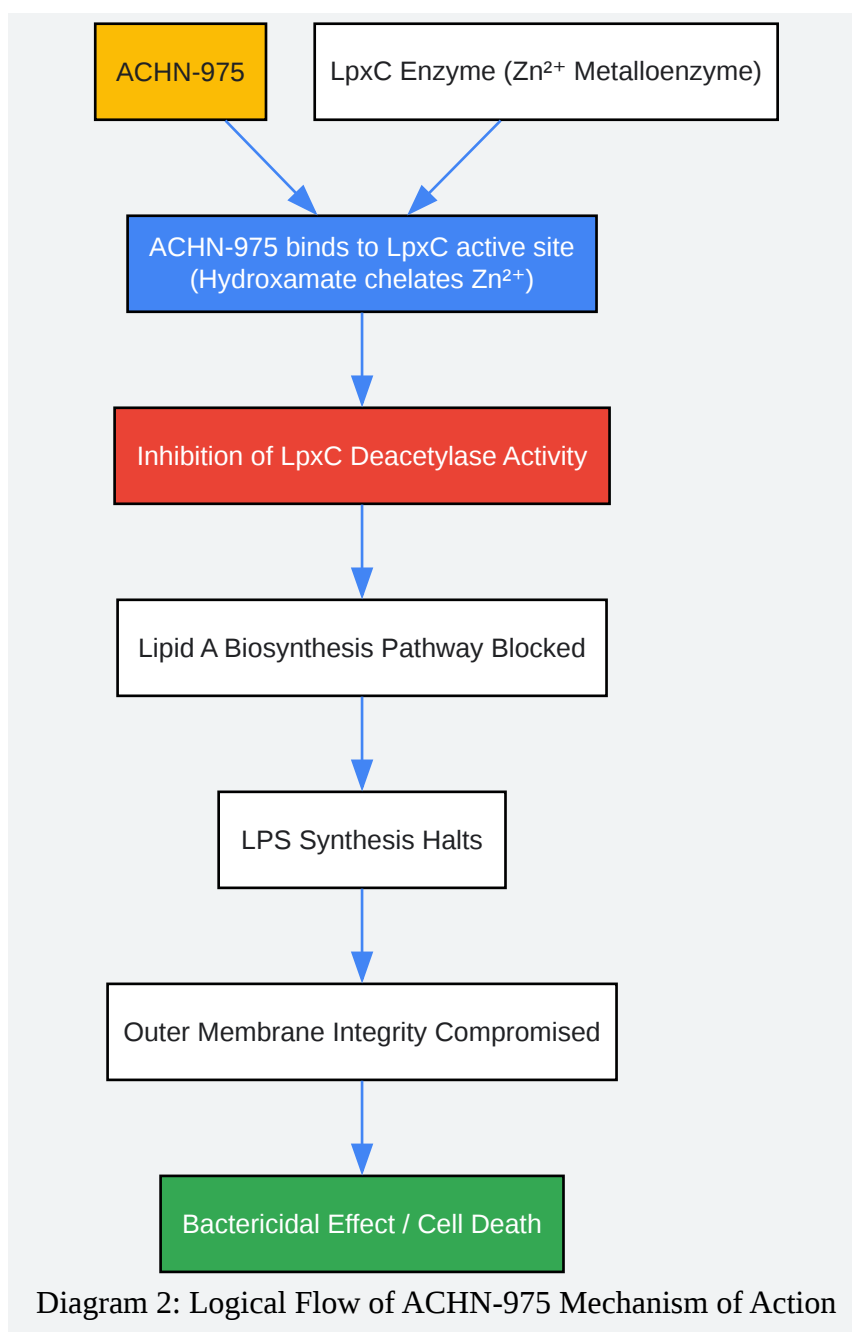 ACHN-975
LpxC Enzyme (Zn²⁺ Metalloenzyme)
ACHN-975 binds to LpxC active site
(Hydroxamate chelates Zn²⁺)
Inhibition of LpxC Deacetylase Activity
Lipid A Biosynthesis Pathway Blocked
LPS Synthesis Halts
Outer Membrane Integrity Compromised
Bactericidal Effect / Cell Death
Diagram 2: Logical Flow of ACHN-975 Mechanism of Action